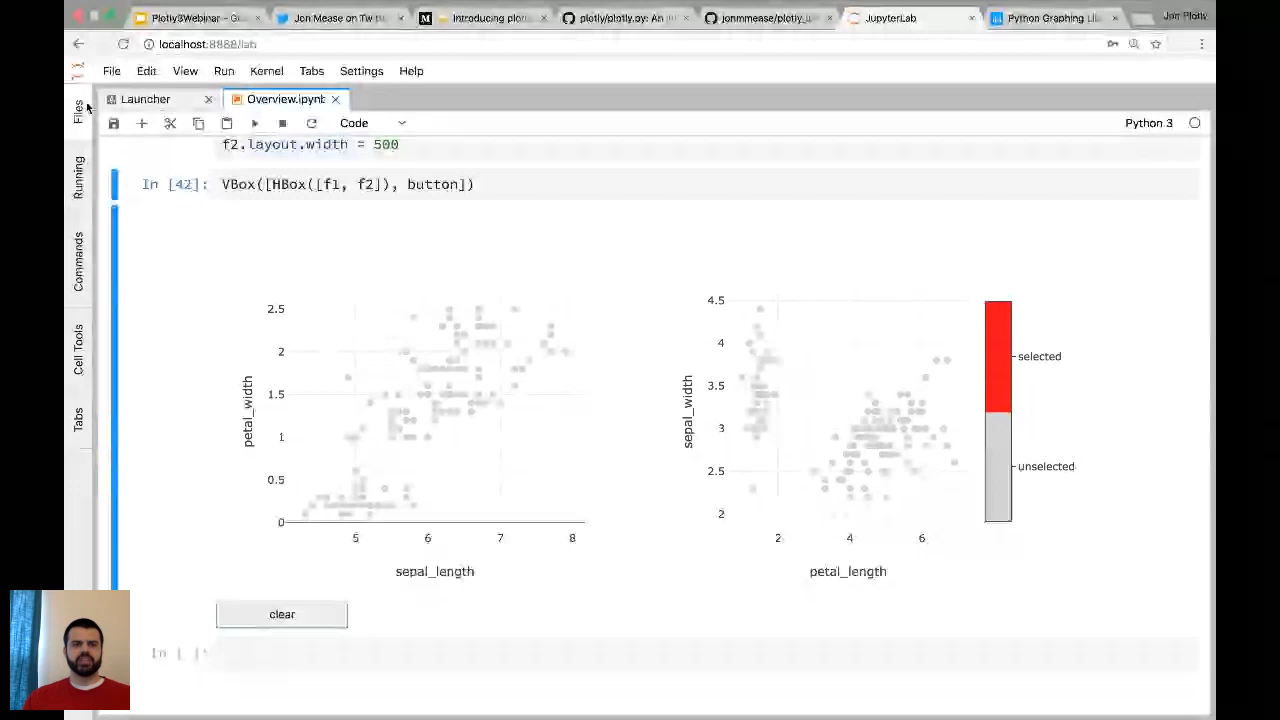 Plotly3Webinar – G
Jon Mease on Tw
Introducing plo
plotly/plotly.py: An
jonmmease/plotly_
JupyterLab
Python Graphing Lib
Jon Plotly
localhost:8888/lab
File Edit View Run Kernel Tabs Settings Help
Launcher
Overview.ipynb
Code
Python 3
Files
Running
Commands
Cell Tools
Tabs
f2.layout.width = 500
In [42]: VBox([HBox([f1, f2]), button])
2.5
2
1.5
1
0.5
0
petal_width
5 6 7 8
sepal_length
4.5
4
3.5
3
2.5
2
sepal_width
2 4 6
petal_length
selected
unselected
clear
In [ ]: